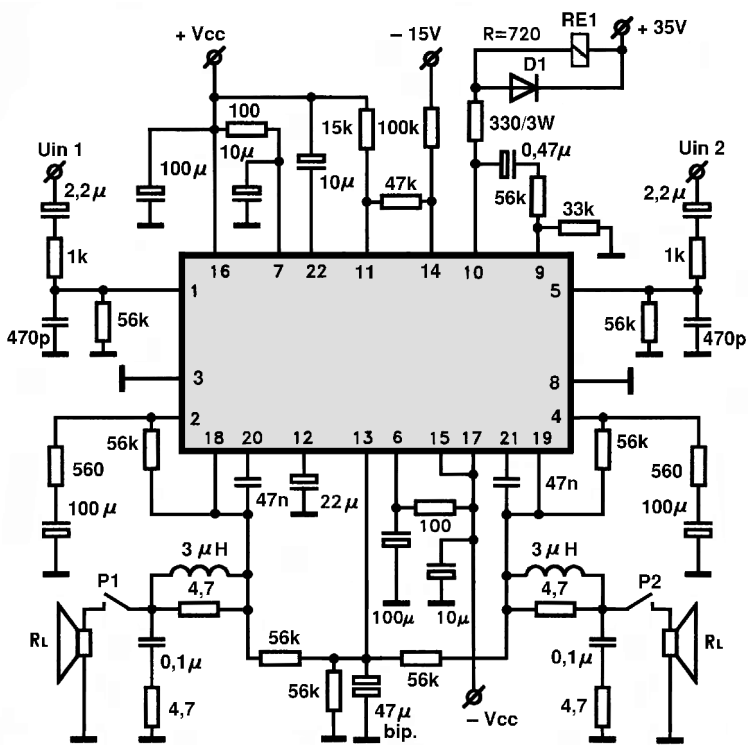 RE1
+ Vcc
– 15V
R=720
+ 35V
D1
100
15k
100k
330/3W
Uin 1
10μ
0,47μ
Uin 2
100μ
10μ
47k
56k
2,2μ
2,2μ
33k
1k
1k
16
7
22
11
14
10
9
1
5
470p
56k
56k
470p
3
8
2
4
56k
18
20
12
13
6
15
17
21
19
56k
560
47n
22μ
47n
560
100μ
100
100μ
3 μH
3 μH
P1
4,7
100μ
10μ
4,7
P2
RL
0,1μ
56k
56k
0,1μ
RL
4,7
56k
47μ
– Vcc
4,7
bip.